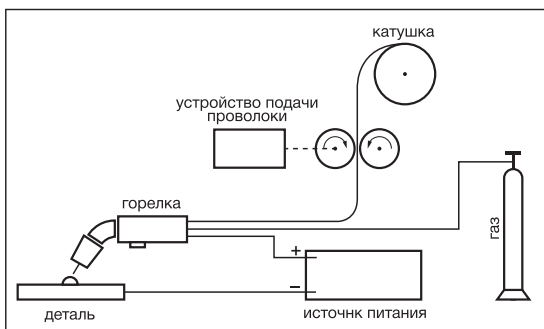 катушка
устройство подачи
проволоки
горелка
газ
+
–
деталь
источнк питания